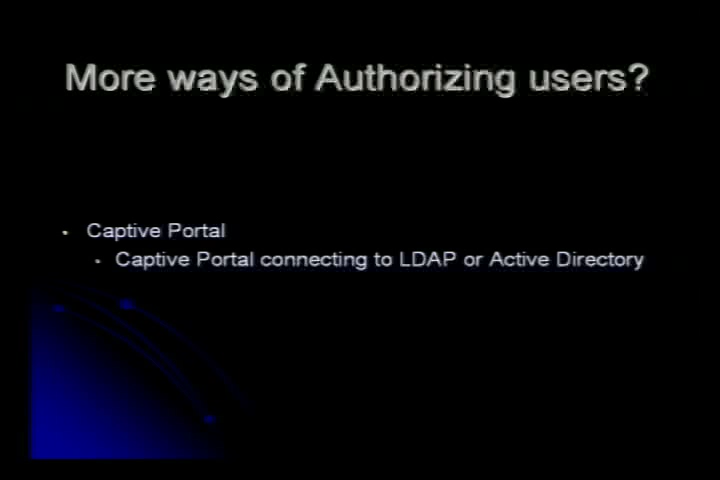 More ways of Authorizing users?
Captive Portal
Captive Portal connecting to LDAP or Active Directory